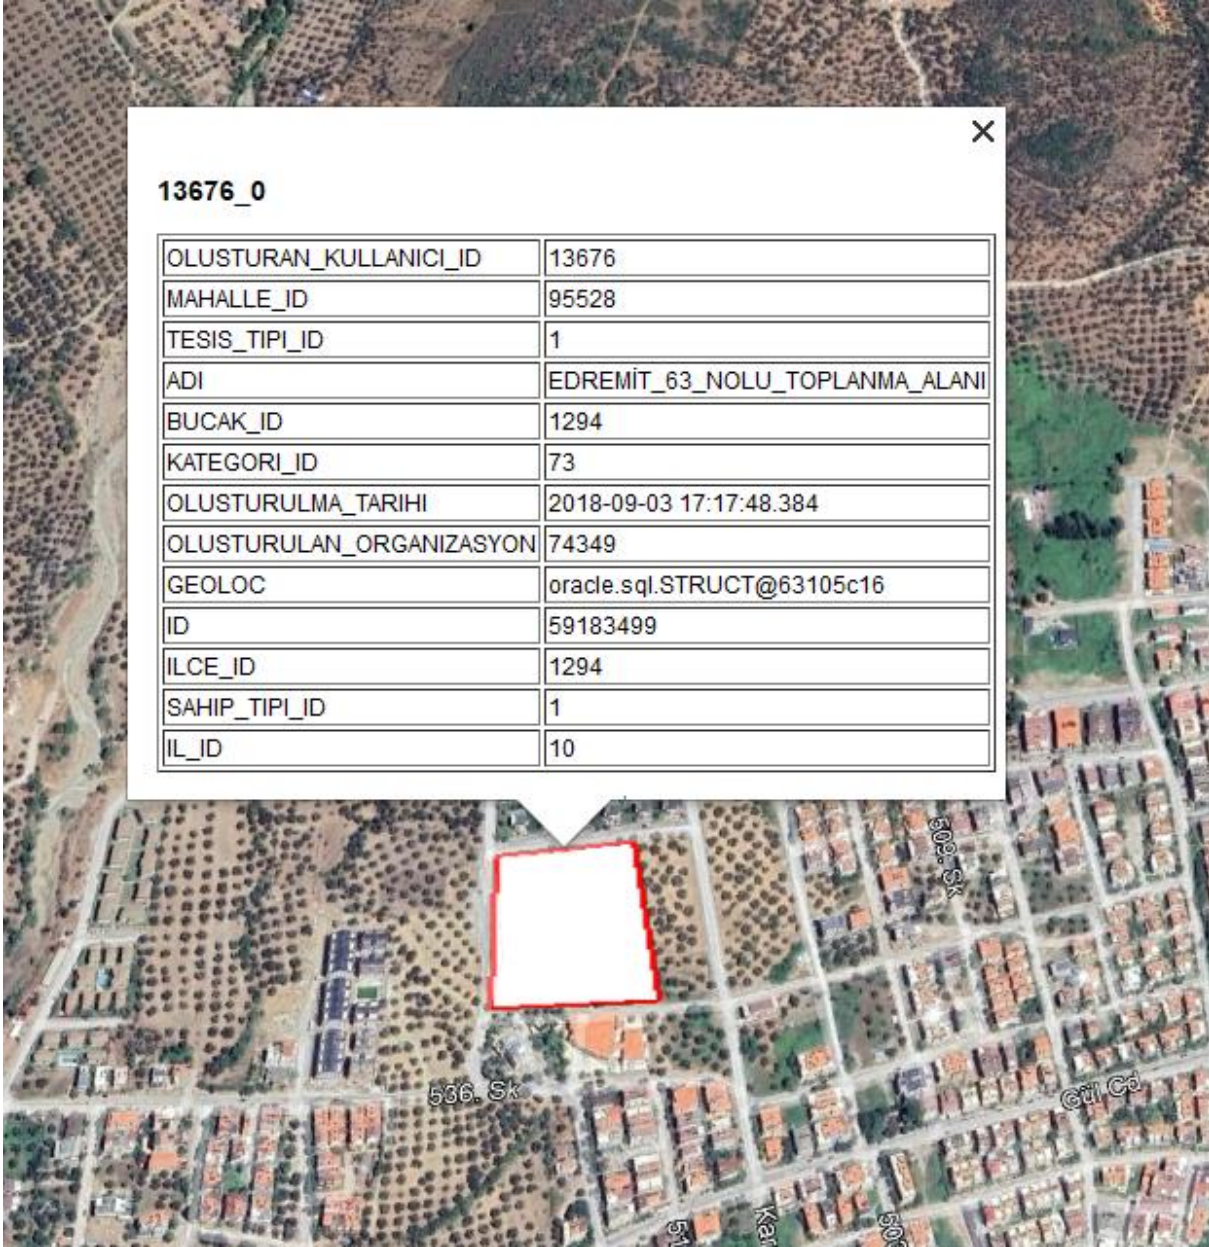 13676_0
OLUSTURAN_KULLANICI_ID 13676
MAHALLE_ID 95528
TESIS_TIPI_ID 1
ADI EDREMİT_63_NOLU_TOPLANMA_ALANI
BUCAK_ID 1294
KATEGORI_ID 73
OLUSTURULMA_TARIHI 2018-09-03 17:17:48.384
OLUSTURULAN_ORGANIZASYON 74349
GEOLOC oracle.sql.STRUCT@63105c16
ID 59183499
ILCE_ID 1294
SAHIP_TIPI_ID 1
IL_ID 10
509. Sk
536. Sk
Gül Cd